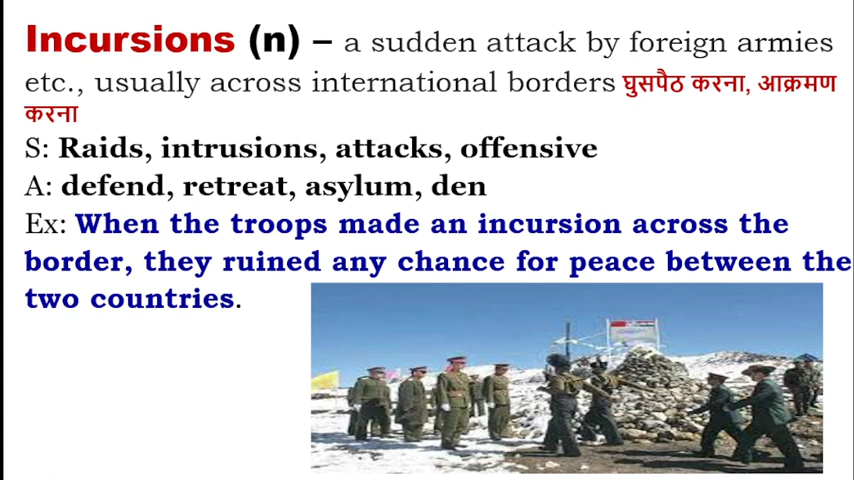 Incursions (n) – a sudden attack by foreign armies
etc., usually across international borders घुसपैठ करना, आक्रमण
करना
S: Raids, intrusions, attacks, offensive
A: defend, retreat, asylum, den
Ex: When the troops made an incursion across the
border, they ruined any chance for peace between the
two countries.